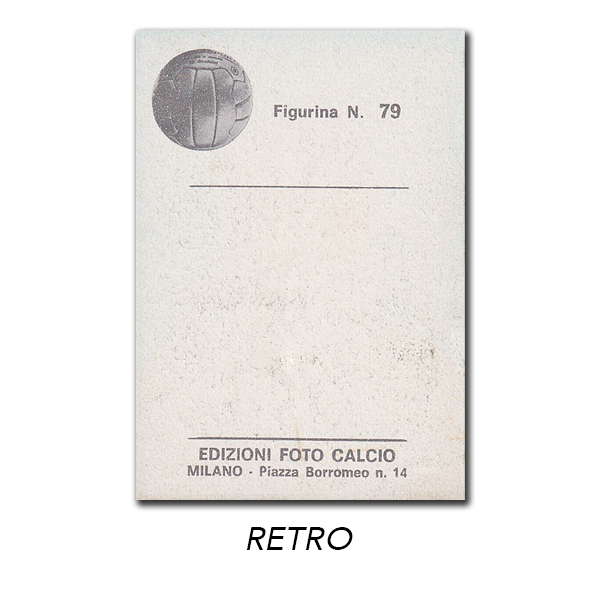 Figurina N. 79
EDIZIONI FOTO CALCIO
MILANO - Piazza Borromeo n. 14
RETRO